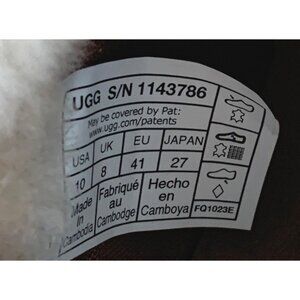 UGG S/N 1143786
May be covered by Pat:
www.ugg.com/patents
USA UK EU JAPAN
10 8 41 27
Made in Cambodia
Fabriqué au Cambodge
Hecho en Camboya
FQ1023E